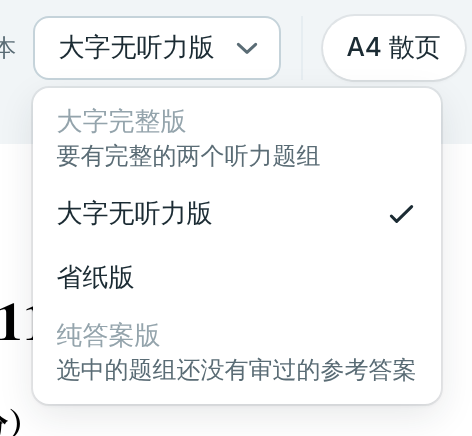 本 大字无听力版 A4 散页
大字完整版
要有完整的两个听力题组
大字无听力版
省纸版
11
纯答案版
选中的题组还没有审过的参考答案
)